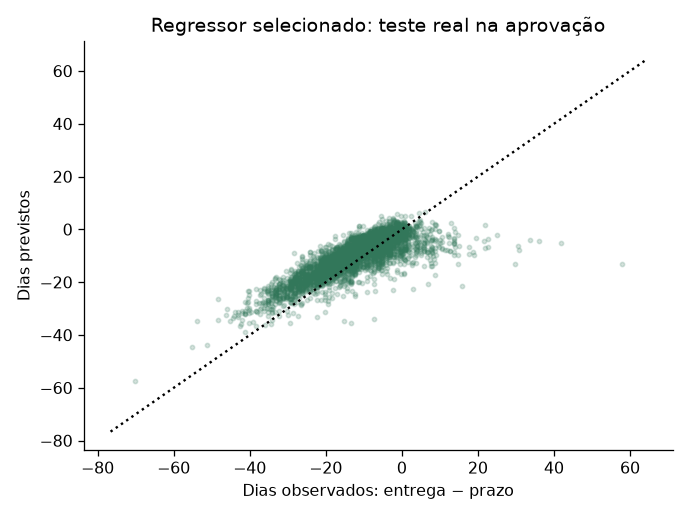 Regressor selecionado: teste real na aprovação
Dias previstos
60
40
20
0
−20
−40
−60
−80
−80 −60 −40 −20 0 20 40 60
Dias observados: entrega − prazo